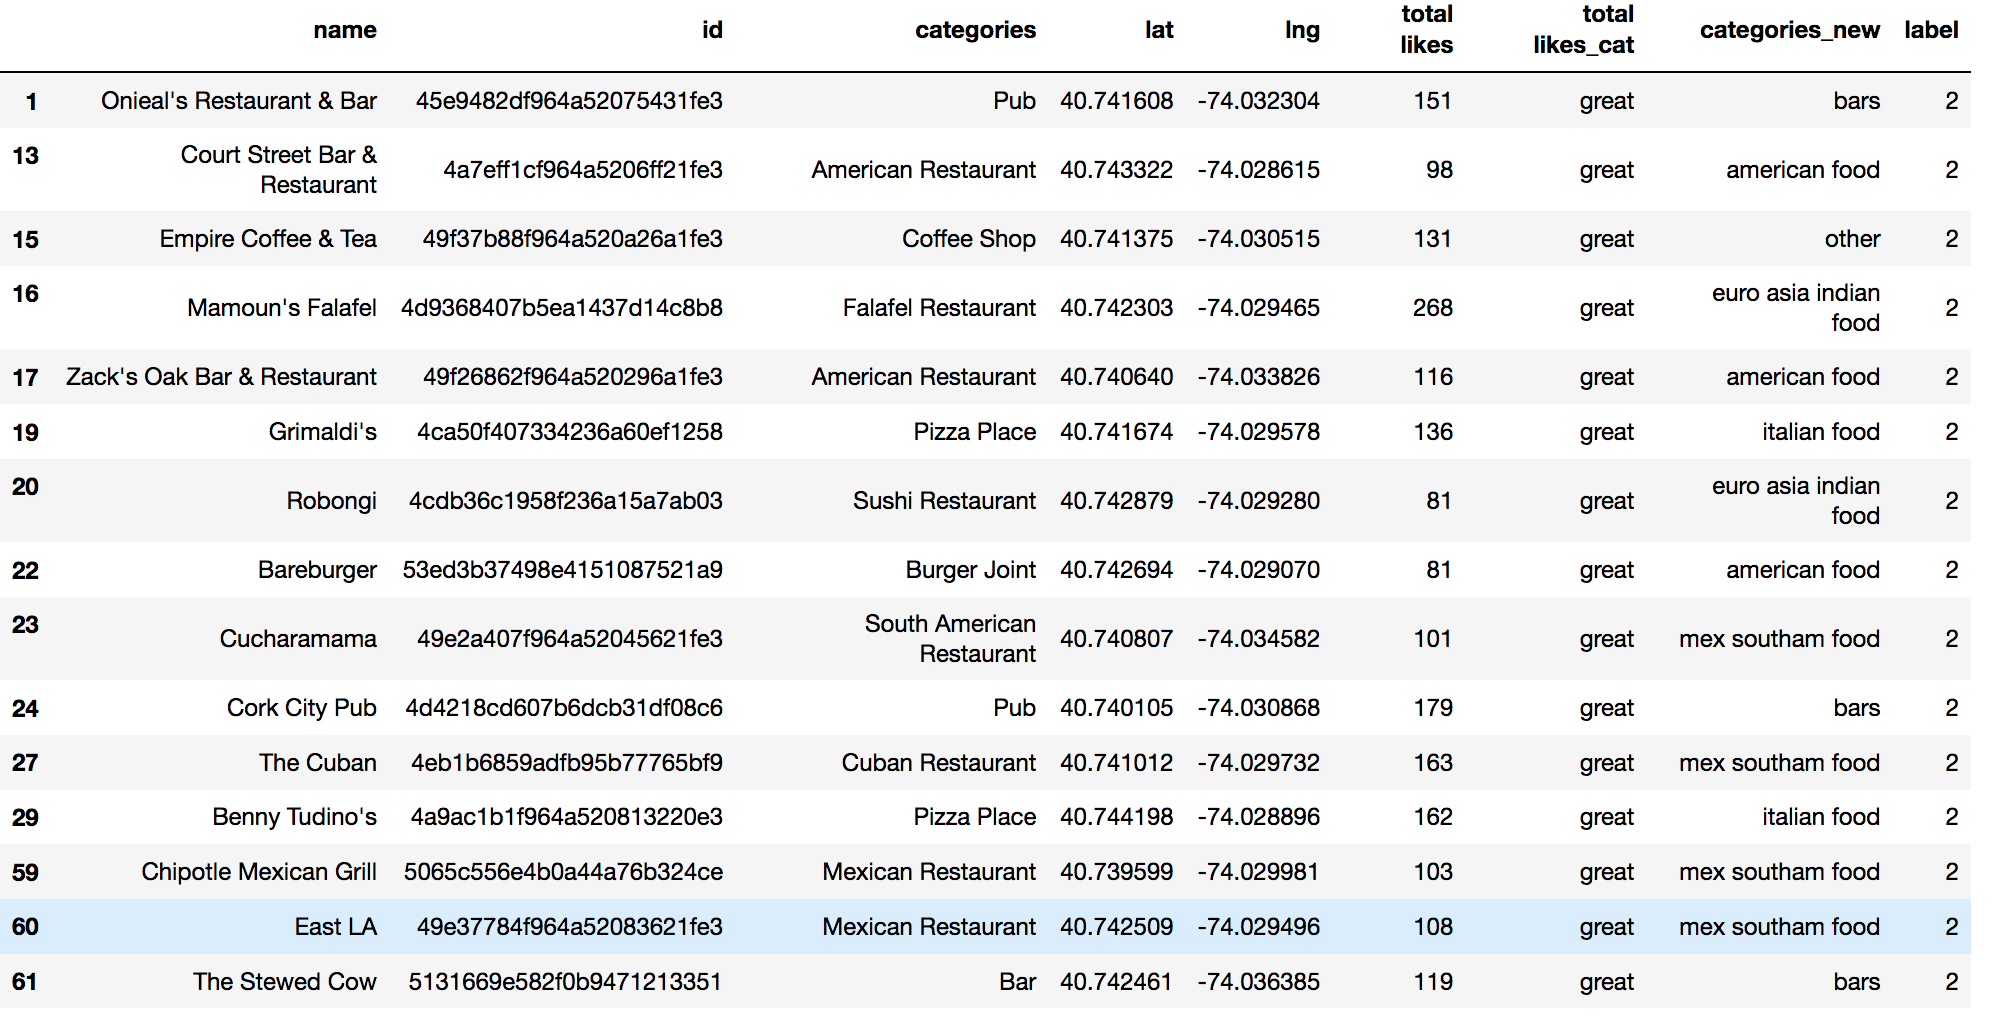 name id categories lat lng total likes total likes_cat categories_new label
1 Onieal's Restaurant & Bar 45e9482df964a52075431fe3 Pub 40.741608 -74.032304 151 great bars 2
13 Court Street Bar & Restaurant 4a7eff1cf964a5206ff21fe3 American Restaurant 40.743322 -74.028615 98 great american food 2
15 Empire Coffee & Tea 49f37b88f964a520a26a1fe3 Coffee Shop 40.741375 -74.030515 131 great other 2
16 Mamoun's Falafel 4d9368407b5ea1437d14c8b8 Falafel Restaurant 40.742303 -74.029465 268 great euro asia indian food 2
17 Zack's Oak Bar & Restaurant 49f26862f964a520296a1fe3 American Restaurant 40.740640 -74.033826 116 great american food 2
19 Grimaldi's 4ca50f407334236a60ef1258 Pizza Place 40.741674 -74.029578 136 great italian food 2
20 Robongi 4cdb36c1958f236a15a7ab03 Sushi Restaurant 40.742879 -74.029280 81 great euro asia indian food 2
22 Bareburger 53ed3b37498e4151087521a9 Burger Joint 40.742694 -74.029070 81 great american food 2
23 Cucharamama 49e2a407f964a52045621fe3 South American Restaurant 40.740807 -74.034582 101 great mex southam food 2
24 Cork City Pub 4d4218cd607b6dcb31df08c6 Pub 40.740105 -74.030868 179 great bars 2
27 The Cuban 4eb1b6859adfb95b77765bf9 Cuban Restaurant 40.741012 -74.029732 163 great mex southam food 2
29 Benny Tudino's 4a9ac1b1f964a520813220e3 Pizza Place 40.744198 -74.028896 162 great italian food 2
59 Chipotle Mexican Grill 5065c556e4b0a44a76b324ce Mexican Restaurant 40.739599 -74.029981 103 great mex southam food 2
60 East LA 49e37784f964a52083621fe3 Mexican Restaurant 40.742509 -74.029496 108 great mex southam food 2
61 The Stewed Cow 5131669e582f0b9471213351 Bar 40.742461 -74.036385 119 great bars 2